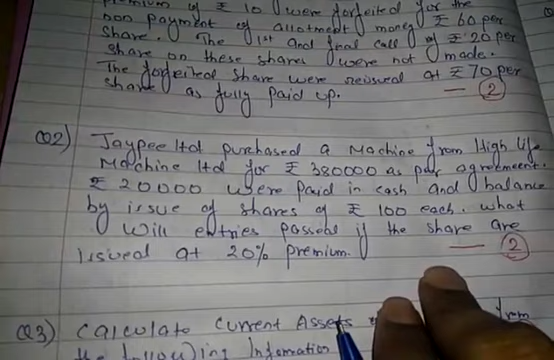 premium of ₹ 10 were forfeited for the
non payment of allotment money ₹ 60 per
share. The 1st and final call of ₹ 20 per
share on these shares were not made.
The forfeited share were reissued at ₹ 70 per
share as fully paid up. — 2
Q2) Jaypee ltd purchased a Machine from High life
Machine ltd for ₹ 380000 as per agreement.
₹ 20000 were paid in cash and balance
by issue of shares of ₹ 100 each. what
will entries passed if the share are
issued at 20% premium. — 2
Q3) Calculate Current Assets from
the following Information